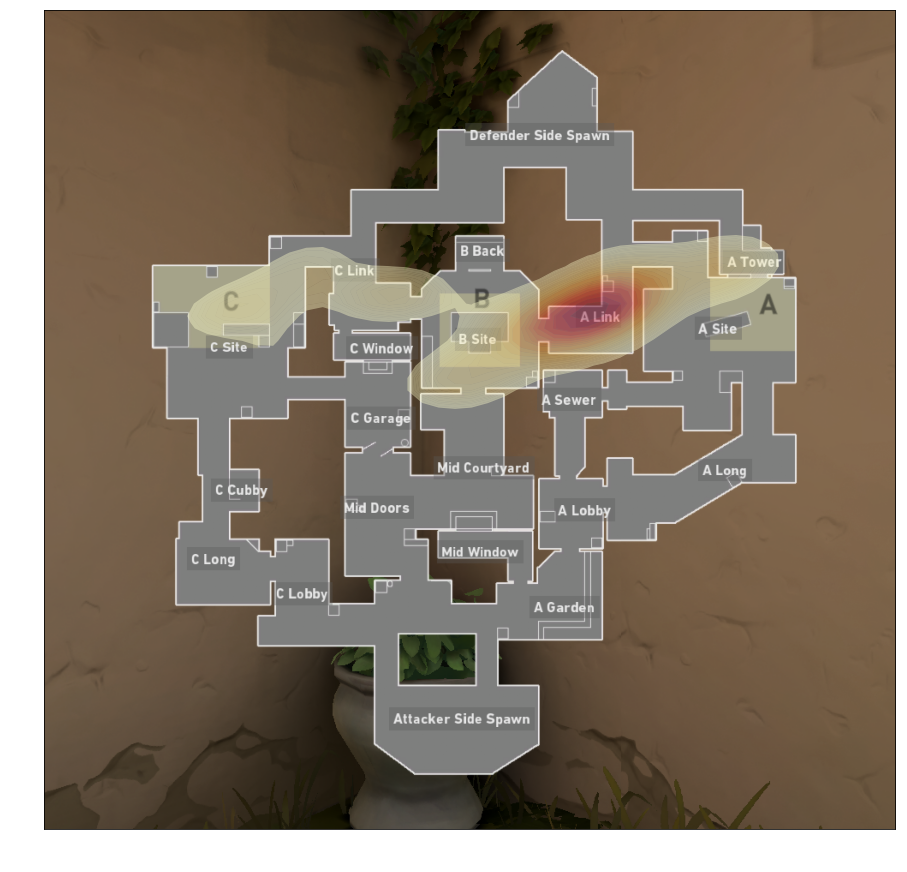 Defender Side Spawn
B Back
A Tower
C Link
C
B
A
A Link
A Site
B Site
C Site
C Window
A Sewer
C Garage
Mid Courtyard
A Long
C Cubby
Mid Doors
A Lobby
Mid Window
C Long
C Lobby
A Garden
Attacker Side Spawn